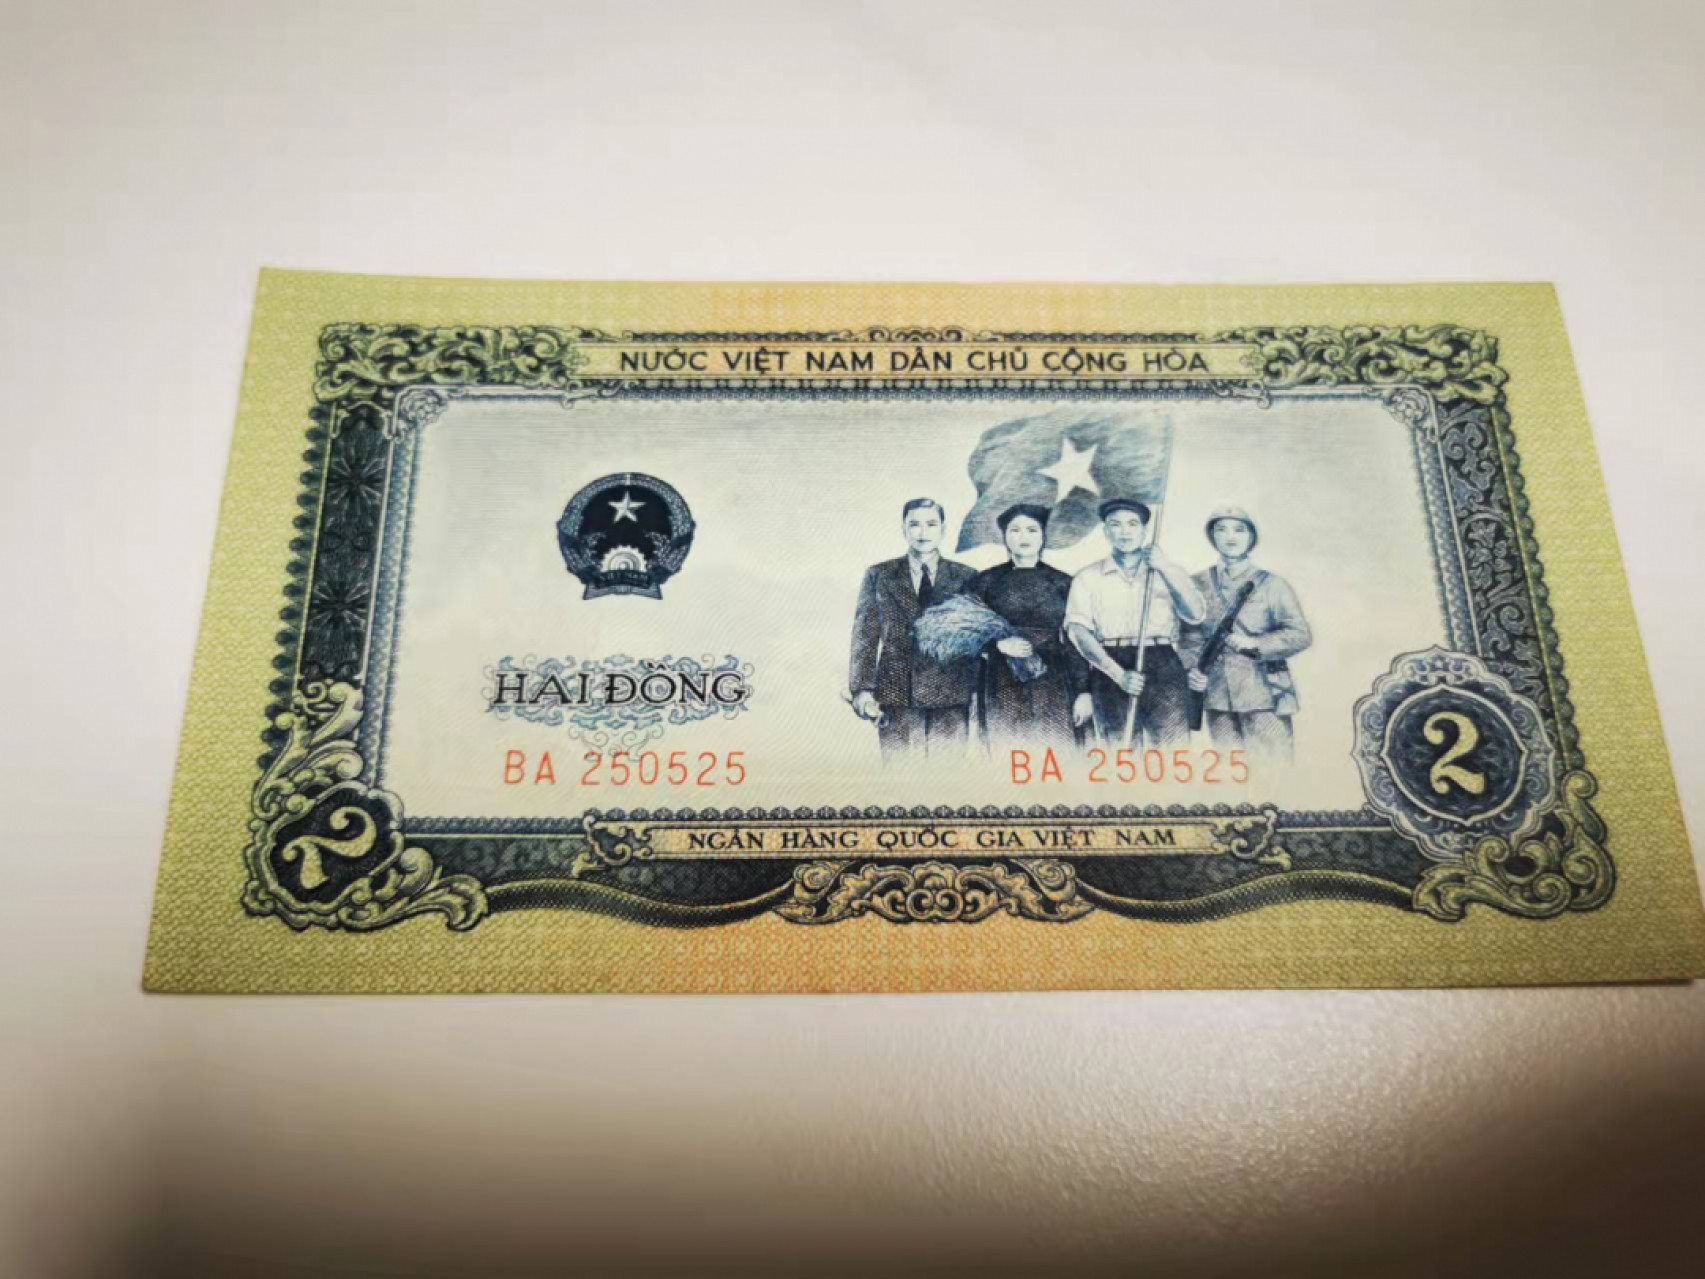 NƯỚC VIỆT NAM DÂN CHỦ CỘNG HÒA
HAI ĐỒNG
BA 250525
BA 250525
2
2
NGÂN HÀNG QUỐC GIA VIỆT NAM